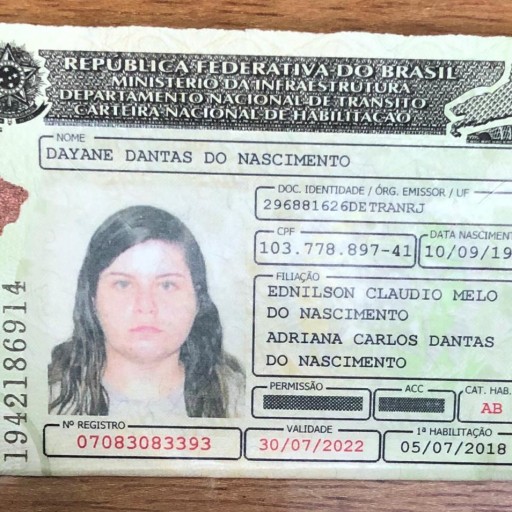 REPÚBLICA FEDERATIVA DO BRASIL
MINISTÉRIO DA INFRAESTRUTURA
DEPARTAMENTO NACIONAL DE TRÂNSITO
CARTEIRA NACIONAL DE HABILITAÇÃO
NOME
DAYANE DANTAS DO NASCIMENTO
DOC. IDENTIDADE / ÓRG. EMISSOR / UF
296881626DETRANRJ
CPF
103.778.897-41
DATA NASCIMENT
10/09/19
FILIAÇÃO
EDNILSON CLAUDIO MELO
DO NASCIMENTO
ADRIANA CARLOS DANTAS
DO NASCIMENTO
PERMISSÃO
ACC
CAT. HAB.
AB
Nº REGISTRO
07083083393
VALIDADE
30/07/2022
1ª HABILITAÇÃO
05/07/2018
1942186914